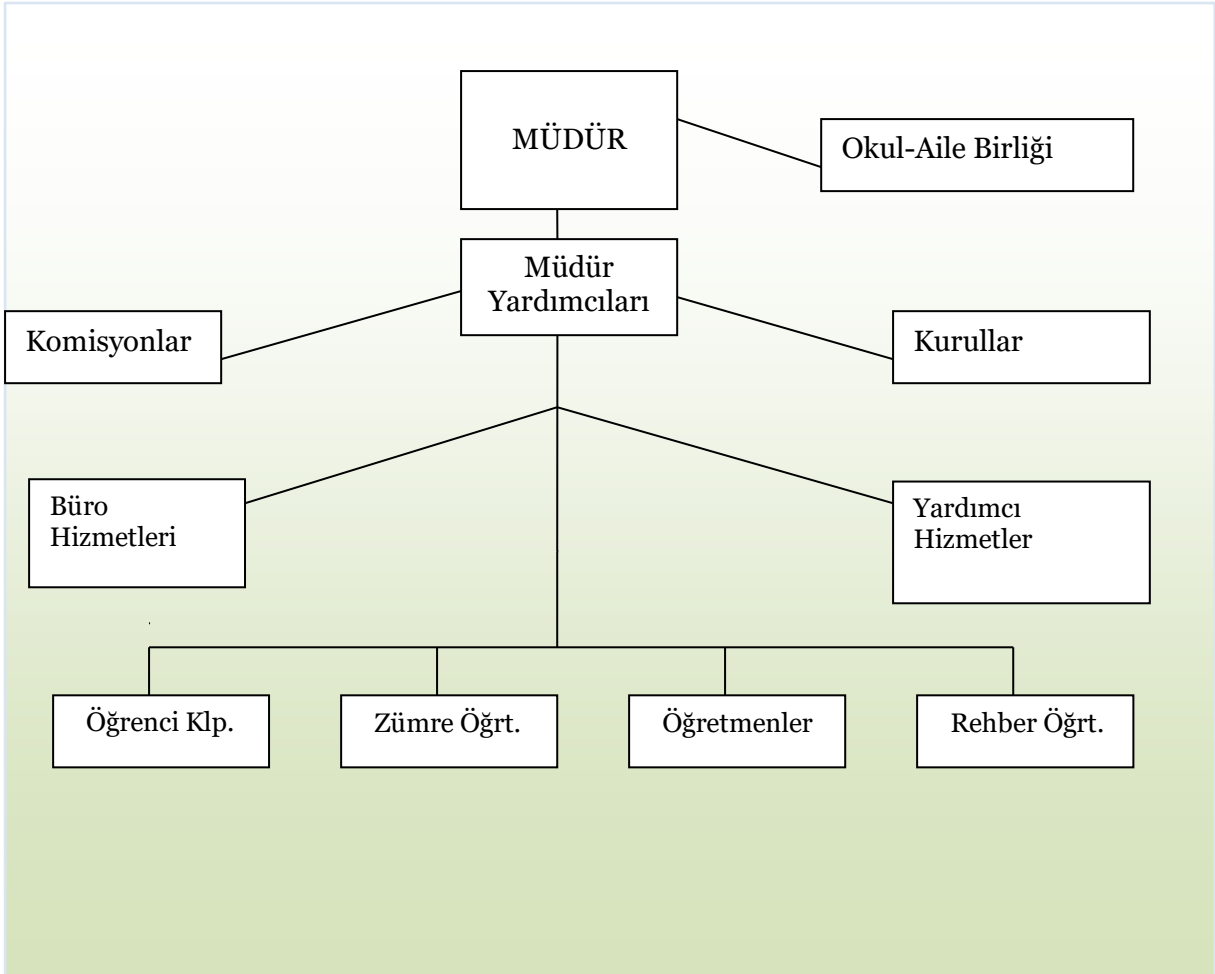 MÜDÜR
Okul-Aile Birliği
Müdür
Yardımcıları
Komisyonlar
Kurullar
Büro
Hizmetleri
Yardımcı
Hizmetler
Öğrenci Klp.
Zümre Öğrt.
Öğretmenler
Rehber Öğrt.